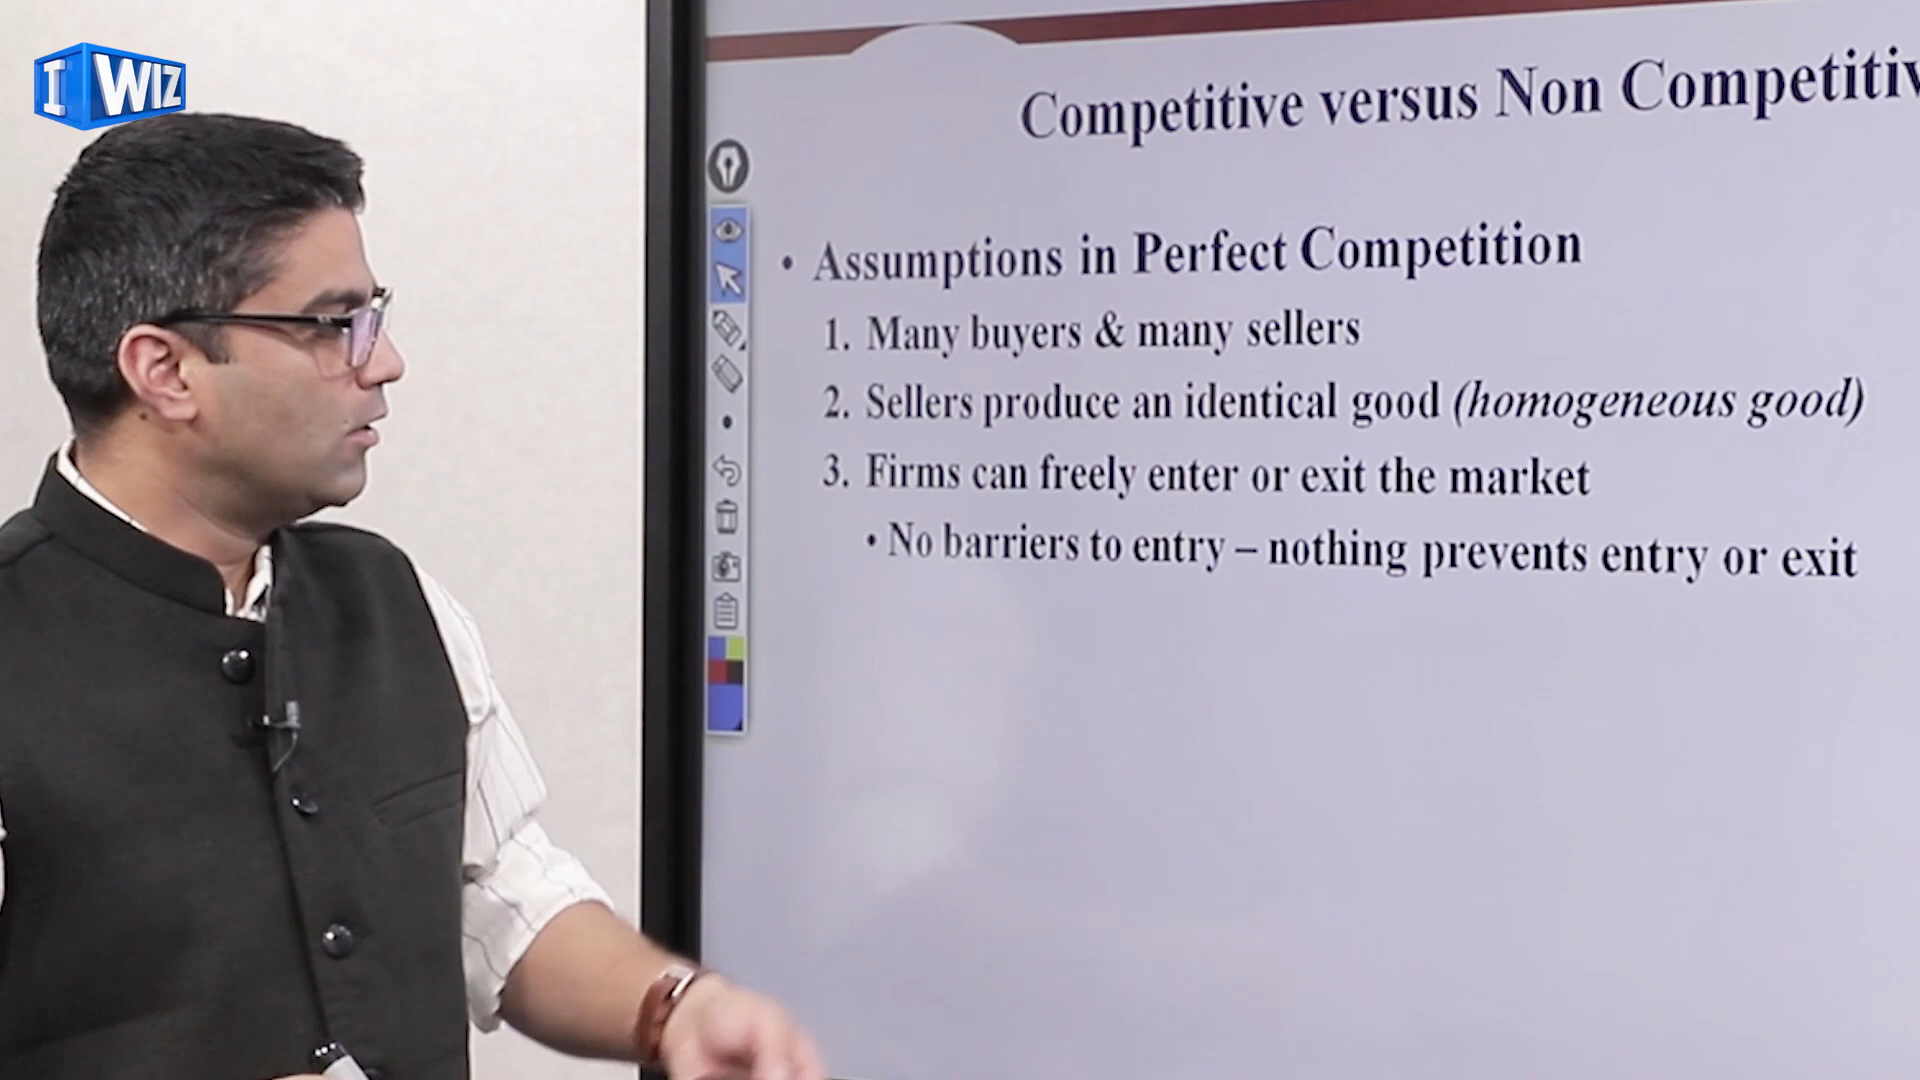 I WIZ
Competitive versus Non
• Assumptions in Perfect Competition
1. Many buyers & many sellers
2. Sellers produce an identical good (homogeneous good)
3. Firms can freely enter or exit the market
• No barriers to entry – nothing prevents entry or exit